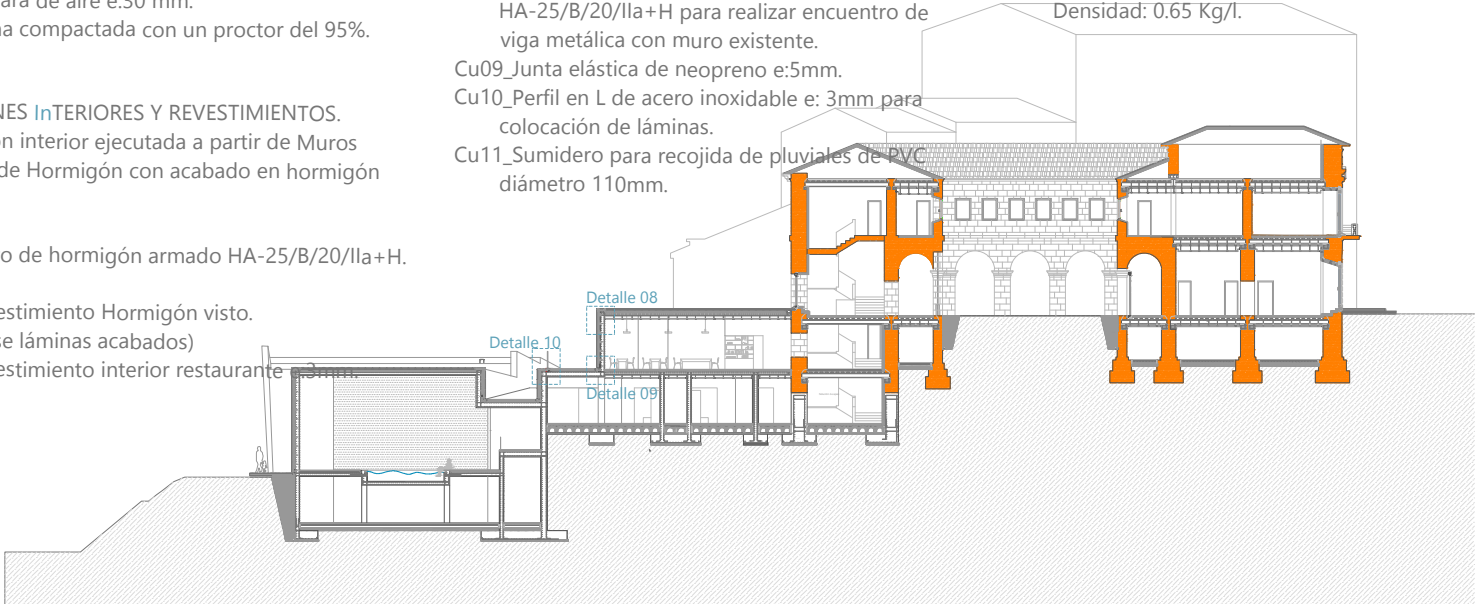 ara de aire e:30 mm.
a compactada con un proctor del 95%.
NES InTERIORES Y REVESTIMIENTOS.
n interior ejecutada a partir de Muros
de Hormigón con acabado en hormigón
o de hormigón armado HA-25/B/20/IIa+H.
estimiento Hormigón visto.
se láminas acabados)
estimiento interior restaurante e:3mm.
HA-25/B/20/IIa+H para realizar encuentro de
viga metálica con muro existente.
Cu09_Junta elástica de neopreno e:5mm.
Cu10_Perfil en L de acero inoxidable e: 3mm para
colocación de láminas.
Cu11_Sumidero para recojida de pluviales de PVC
diámetro 110mm.
Densidad: 0.65 Kg/l.
Detalle 08
Detalle 10
Detalle 09